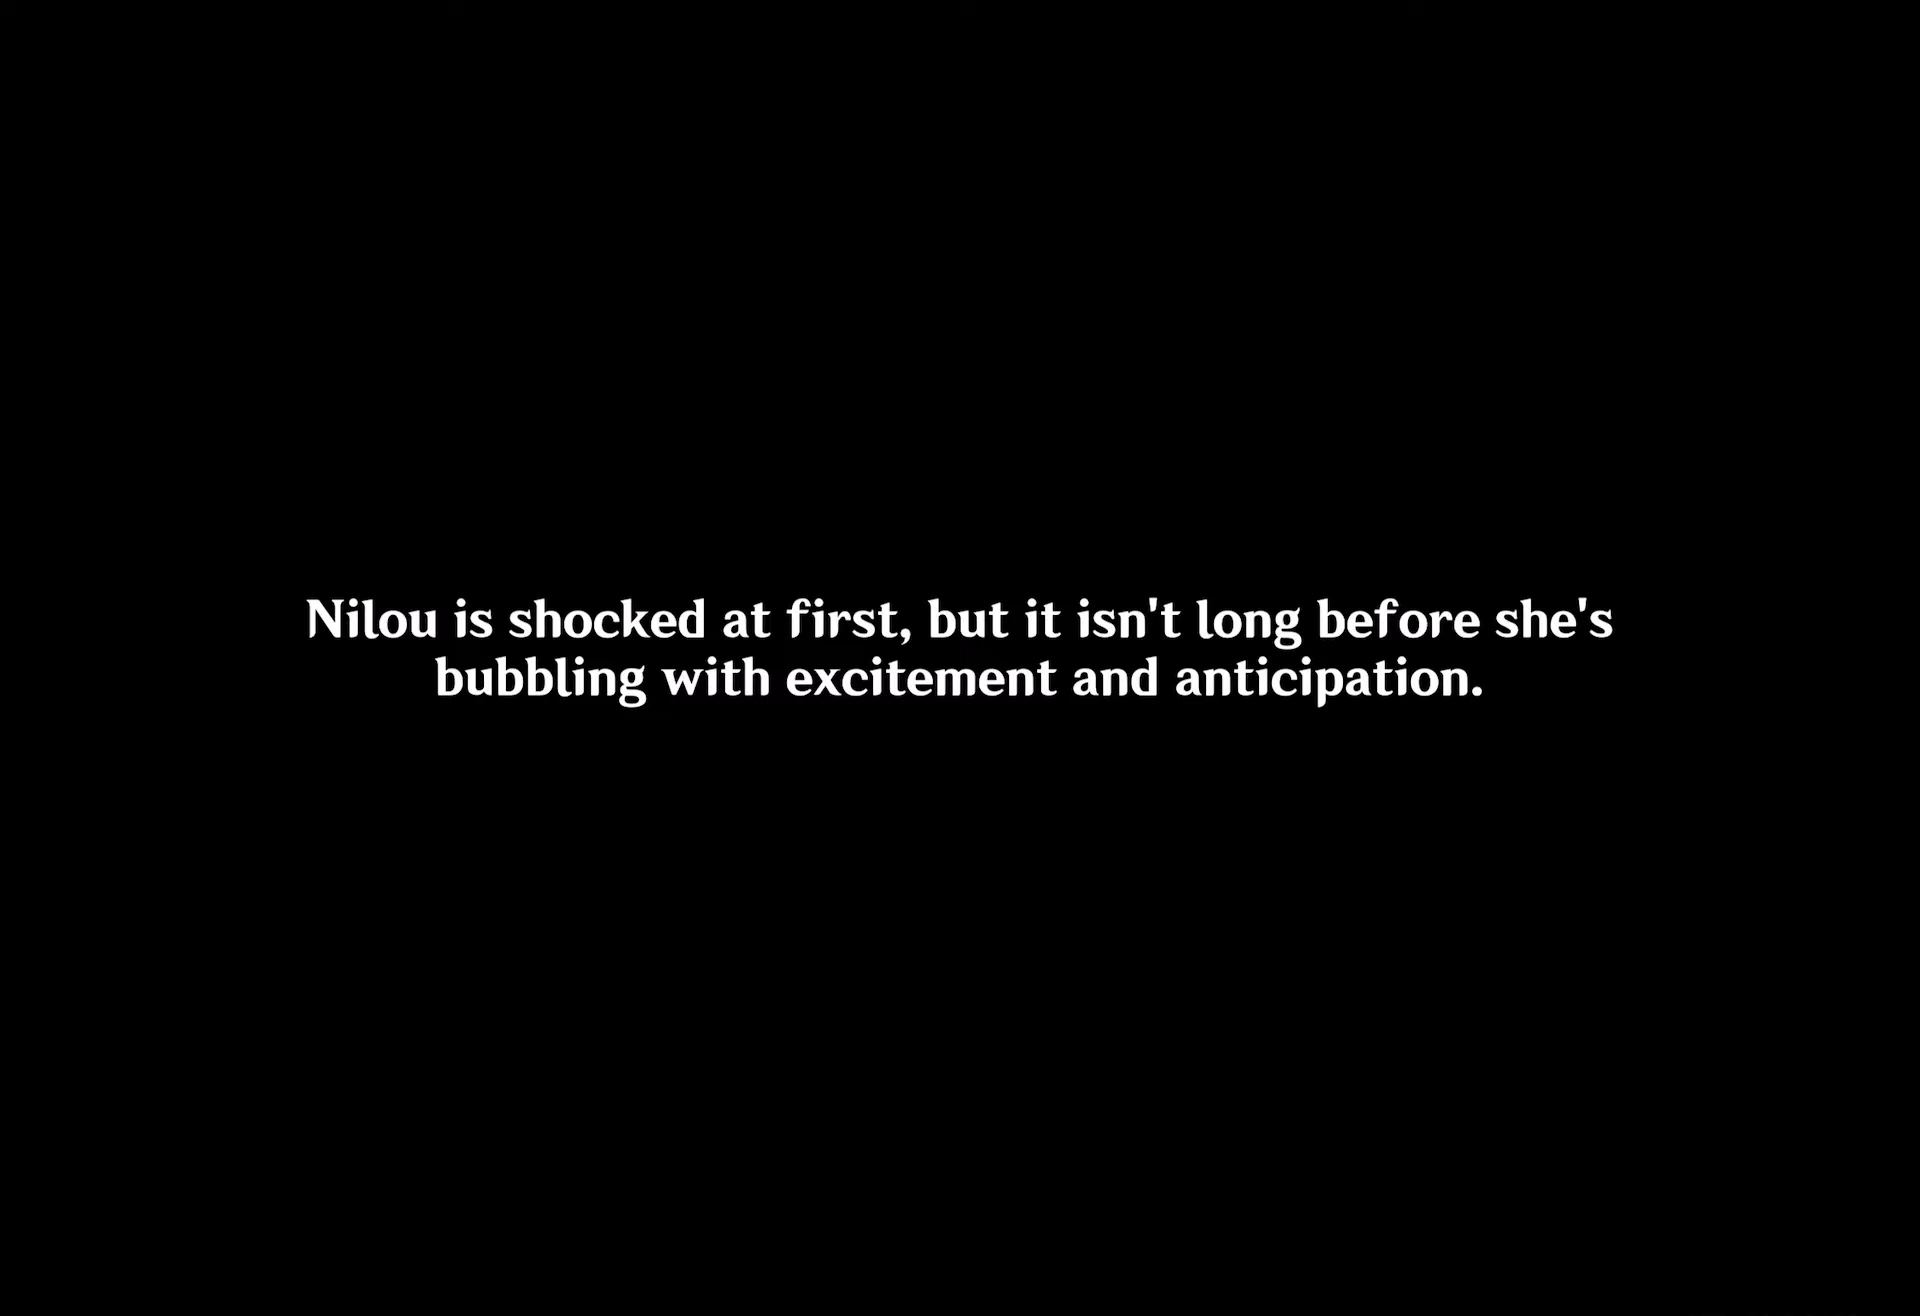 Nilou is shocked at first, but it isn't long before she's
bubbling with excitement and anticipation.